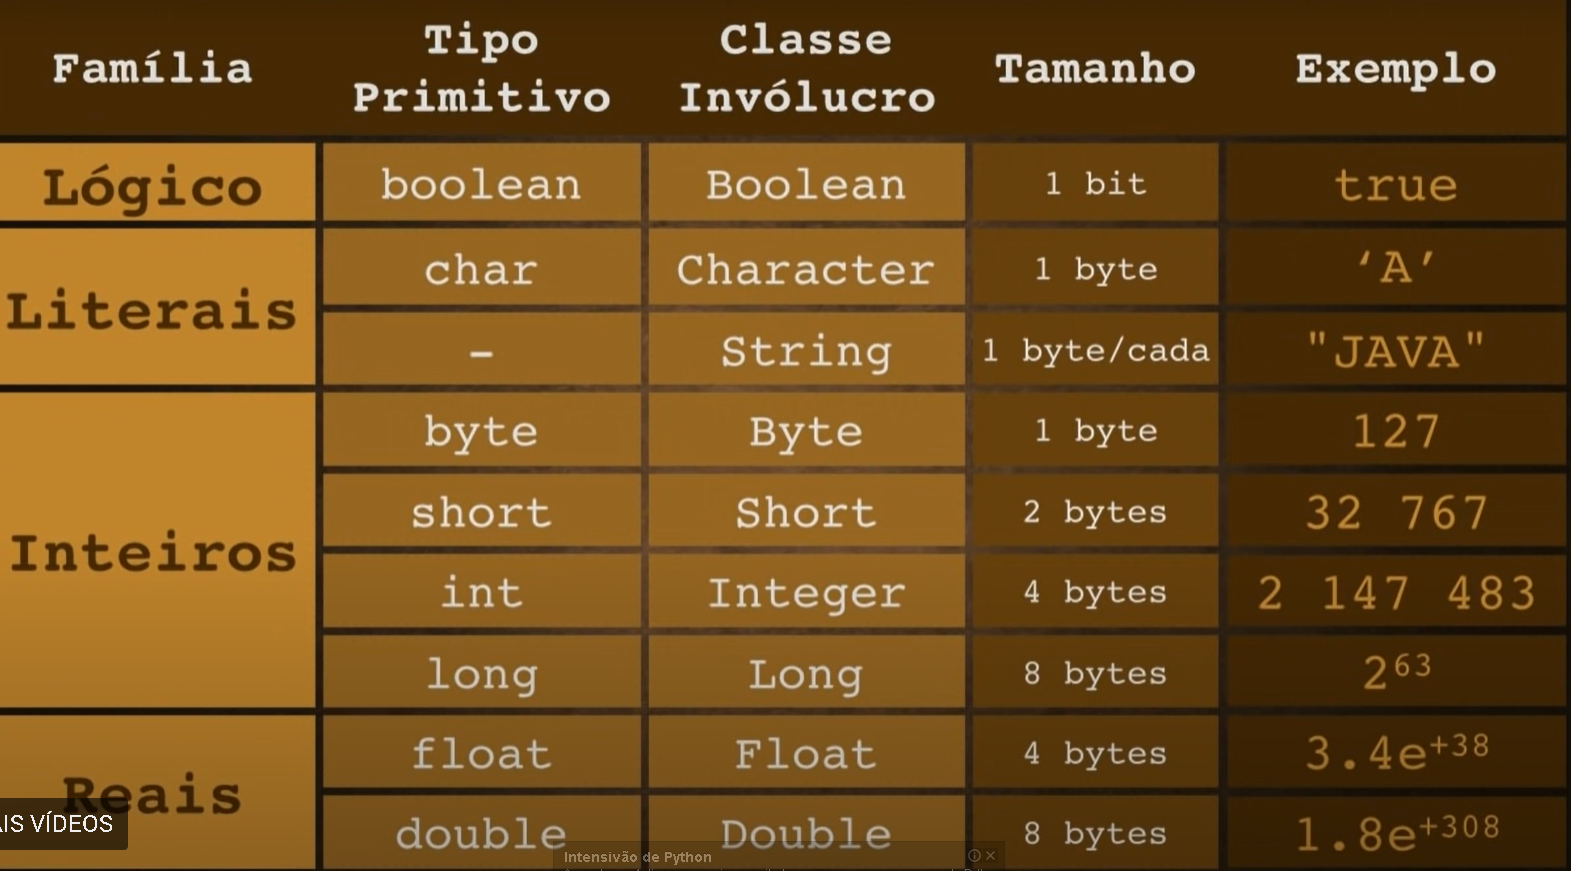 Família Tipo Primitivo Classe Invólucro Tamanho Exemplo
Lógico boolean Boolean 1 bit true
Literais char Character 1 byte ‘A’
– String 1 byte/cada "JAVA"
Inteiros byte Byte 1 byte 127
short Short 2 bytes 32 767
int Integer 4 bytes 2 147 483
long Long 8 bytes 2⁶³
Reais float Float 4 bytes 3.4e⁺³⁸
double Double 8 bytes 1.8e⁺³⁰⁸
VÍDEOS
Intensivão de Python